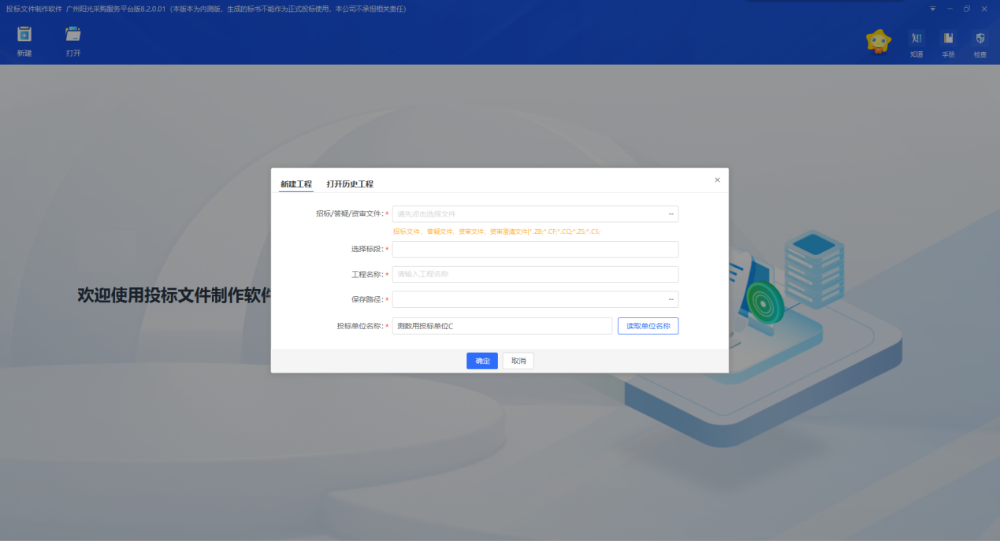 投标文件制作软件 广州阳光采购服务平台版8.2.0.01（本版本为内测版，生成的标书不能作为正式投标使用，本公司不承担相关责任）
新建 打开
知! 知道 手册 检查
欢迎使用投标文件制作软件
新建工程 打开历史工程
招标/答疑/资审文件:* 请先点击选择文件 ...
招标文件、答疑文件、资审文件、资审澄清文件|*.ZB;*.CF;*.CQ;*.ZS;*.CS;
选择标段:*
工程名称:* 请输入工程名称
保存路径:* ...
投标单位名称:* 测数用投标单位C 读取单位名称
确定 取消